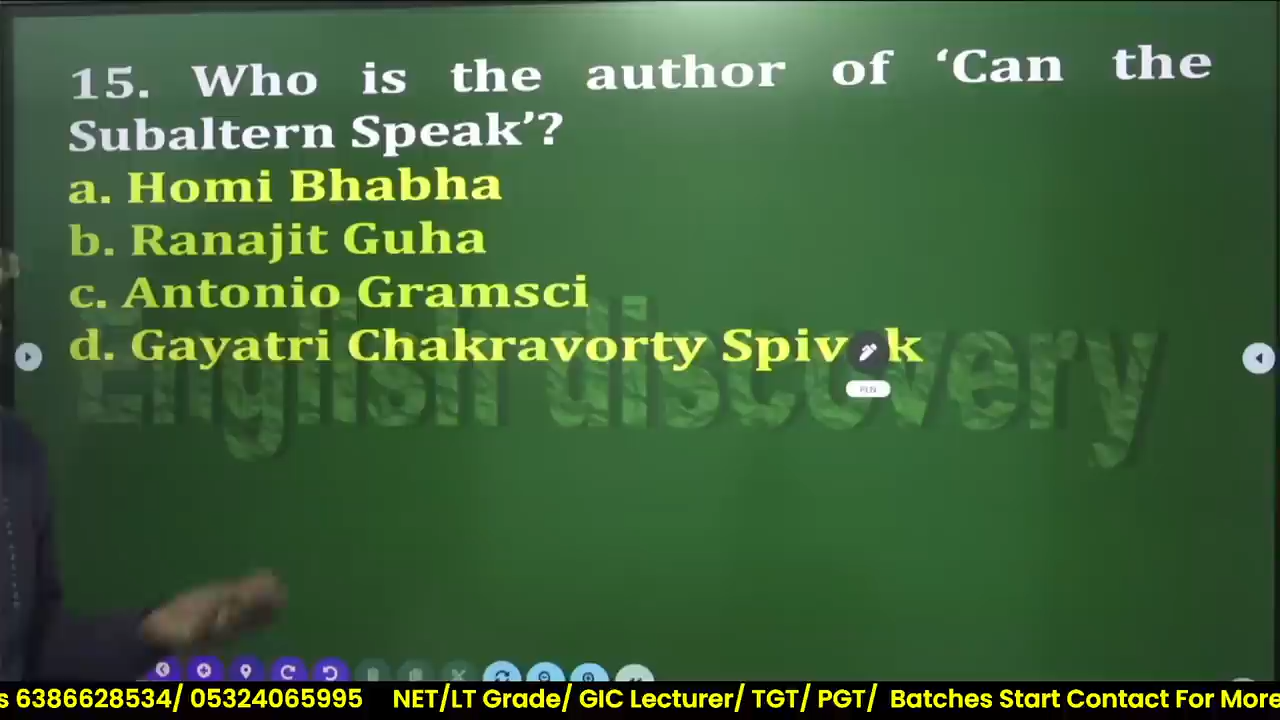 15. Who is the author of ‘Can the
Subaltern Speak’?
a. Homi Bhabha
b. Ranajit Guha
c. Antonio Gramsci
d. Gayatri Chakravorty Spiv k
English discovery
PEN
s 6386628534/ 05324065995 NET/LT Grade/ GIC Lecturer/ TGT/ PGT/ Batches Start Contact For More